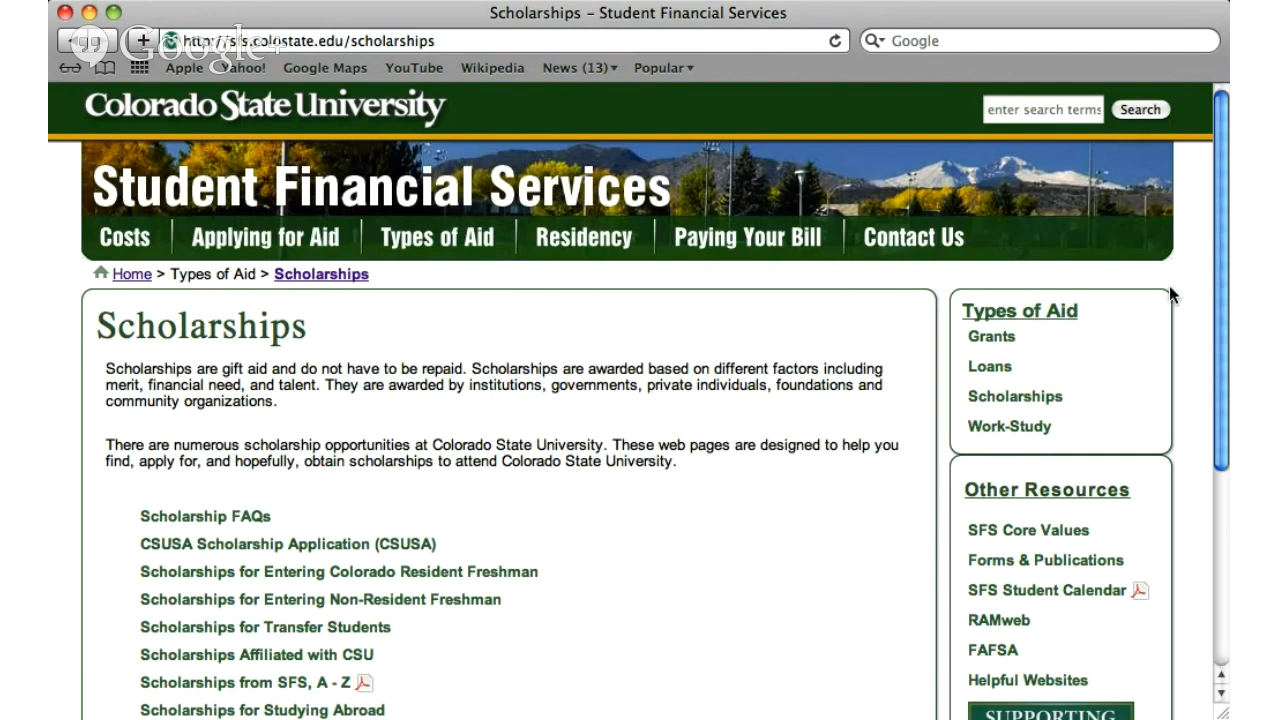 Scholarships – Student Financial Services
Google+
http://sfs.colostate.edu/scholarships
Google
Apple Yahoo! Google Maps YouTube Wikipedia News (13)▾ Popular▾
Colorado State University
enter search terms
Search
Student Financial Services
Costs
Applying for Aid
Types of Aid
Residency
Paying Your Bill
Contact Us
Home > Types of Aid > Scholarships
Scholarships
Scholarships are gift aid and do not have to be repaid. Scholarships are awarded based on different factors including
merit, financial need, and talent. They are awarded by institutions, governments, private individuals, foundations and
community organizations.
There are numerous scholarship opportunities at Colorado State University. These web pages are designed to help you
find, apply for, and hopefully, obtain scholarships to attend Colorado State University.
Scholarship FAQs
CSUSA Scholarship Application (CSUSA)
Scholarships for Entering Colorado Resident Freshman
Scholarships for Entering Non-Resident Freshman
Scholarships for Transfer Students
Scholarships Affiliated with CSU
Scholarships from SFS, A - Z
Scholarships for Studying Abroad
Types of Aid
Grants
Loans
Scholarships
Work-Study
Other Resources
SFS Core Values
Forms & Publications
SFS Student Calendar
RAMweb
FAFSA
Helpful Websites
SUPPORTING